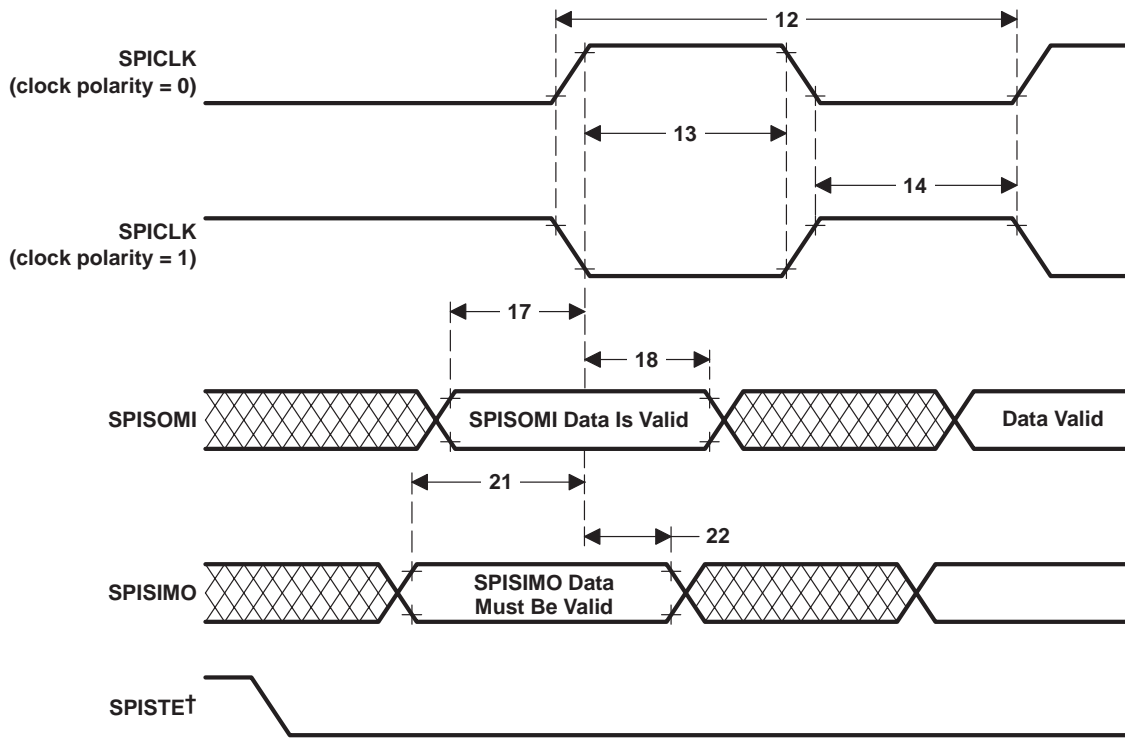 12
SPICLK
(clock polarity = 0)
13
14
SPICLK
(clock polarity = 1)
17
18
SPISOMI
SPISOMI Data Is Valid
Data Valid
21
22
SPISIMO
SPISIMO Data
Must Be Valid
SPISTE†